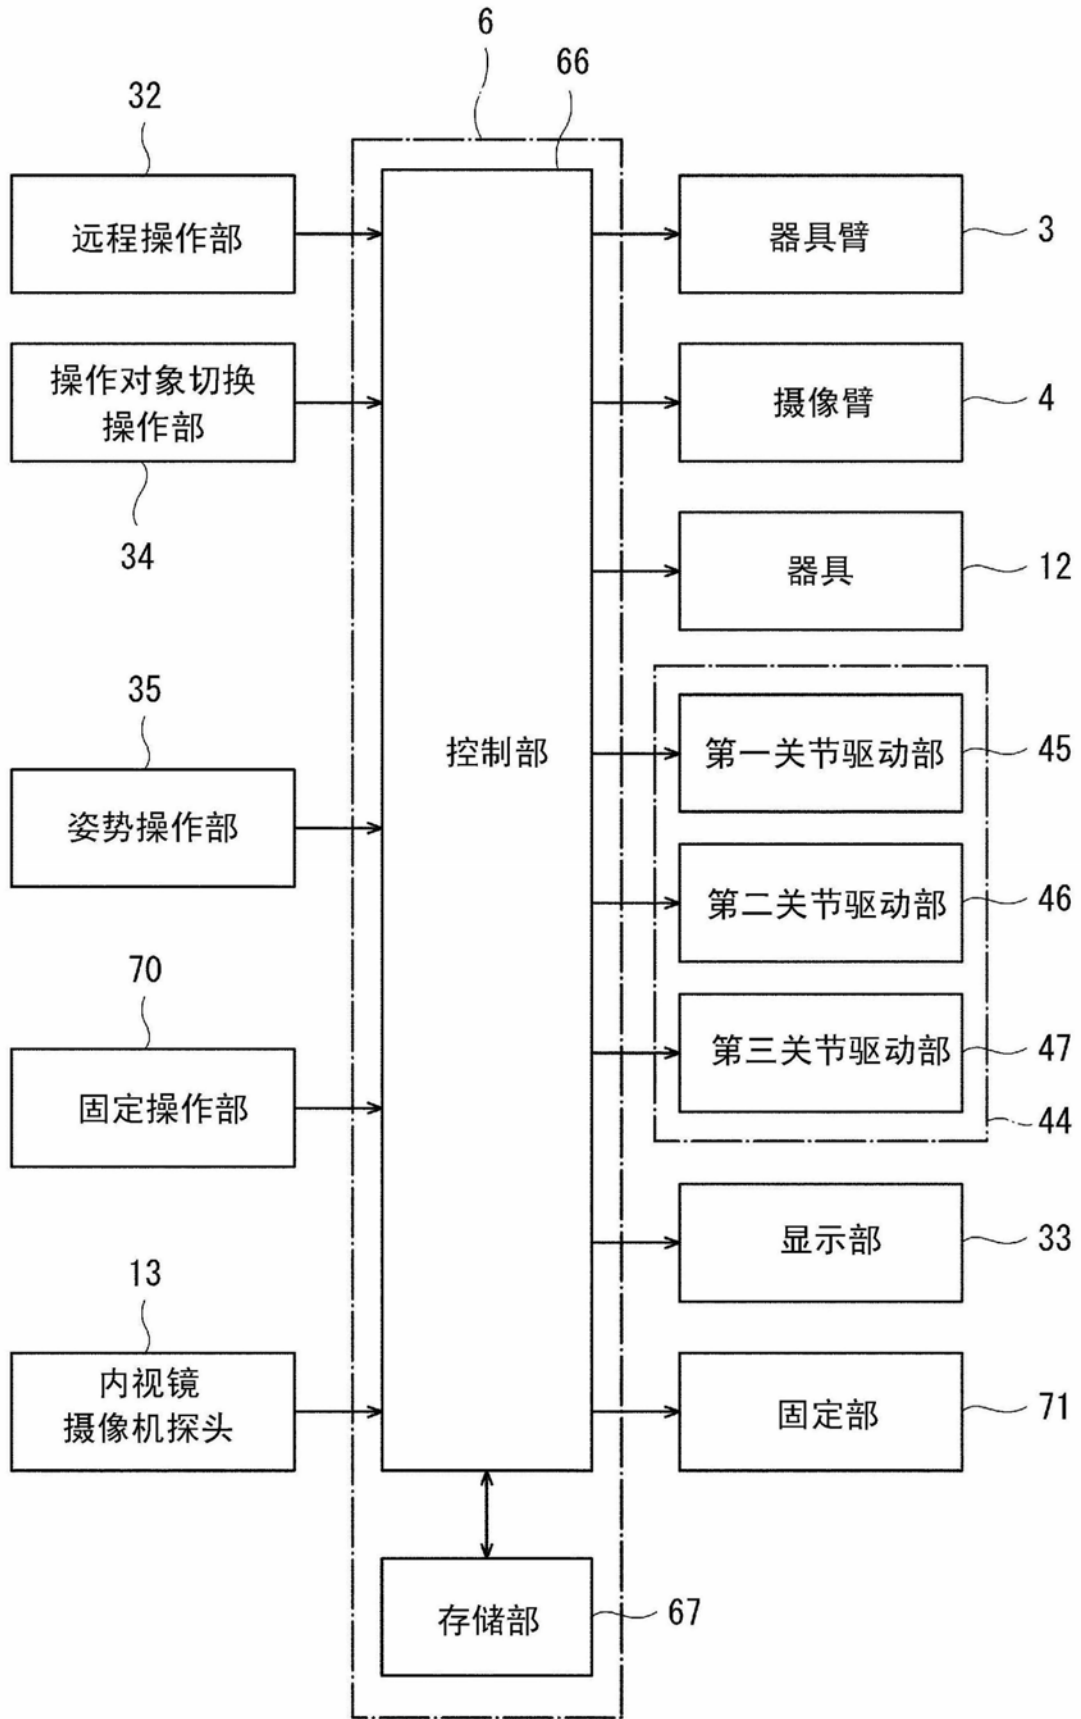 6
66
32
远程操作部
器具臂
3
操作对象切换
操作部
34
摄像臂
4
器具
12
35
姿势操作部
控制部
第一关节驱动部
45
第二关节驱动部
46
第三关节驱动部
47
44
70
固定操作部
显示部
33
13
内视镜
摄像机探头
固定部
71
存储部
67